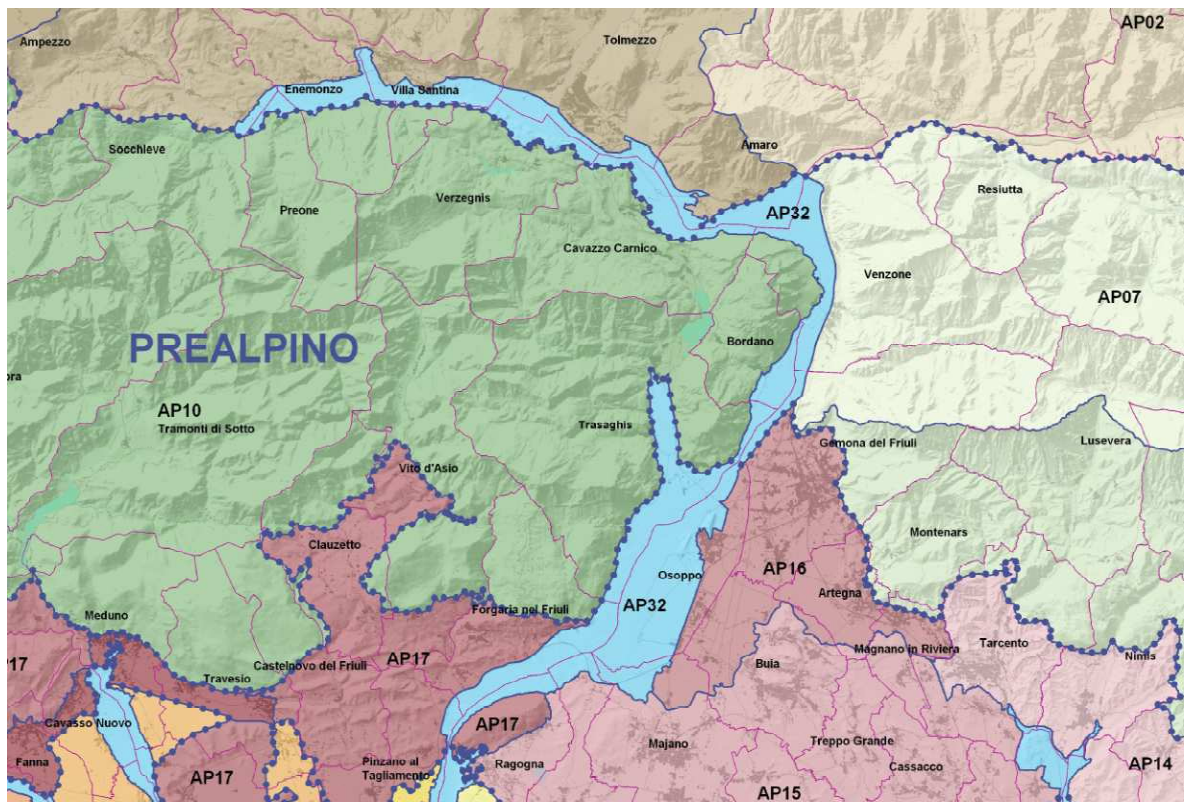 AP02
Ampezzo
Tolmezzo
Enemonzo
Villa Santina
Socchieve
Amaro
Resiutta
Preone
Verzegnis
AP32
Cavazzo Carnico
Venzone
AP07
PREALPINO
Bordano
ora
AP10
Tramonti di Sotto
Trasaghis
Gemona del Friuli
Lusevera
Vito d'Asio
Clauzetto
Montenars
Osoppo
AP16
Artegna
Meduno
Forgaria nel Friuli
AP32
Castelnovo del Friuli
AP17
Magnano in Riviera
Tarcento
Nimis
17
Travesio
Buia
Cavasso Nuovo
AP17
Majano
Treppo Grande
Fanna
AP17
Pinzano al
Tagliamento
Ragogna
Cassacco
AP14
AP15